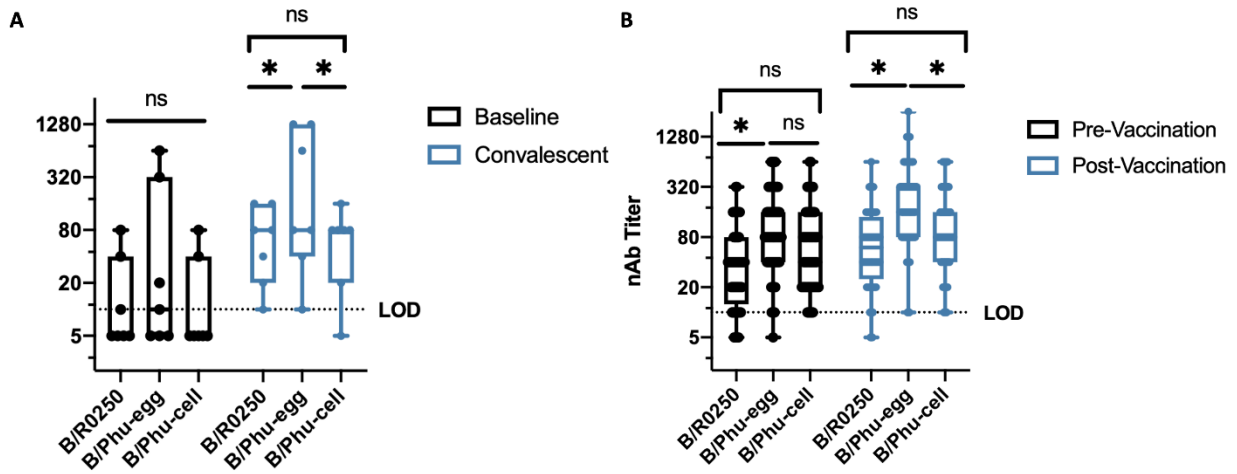 A
ns
ns
*
*
1280
320
80
20
5
LOD
B/R0250
B/Phu-egg
B/Phu-cell
B/R0250
B/Phu-egg
B/Phu-cell
Baseline
Convalescent
B
ns
ns
*
*
*
ns
nAb Titer
1280
320
80
20
5
LOD
B/R0250
B/Phu-egg
B/Phu-cell
B/R0250
B/Phu-egg
B/Phu-cell
Pre-Vaccination
Post-Vaccination